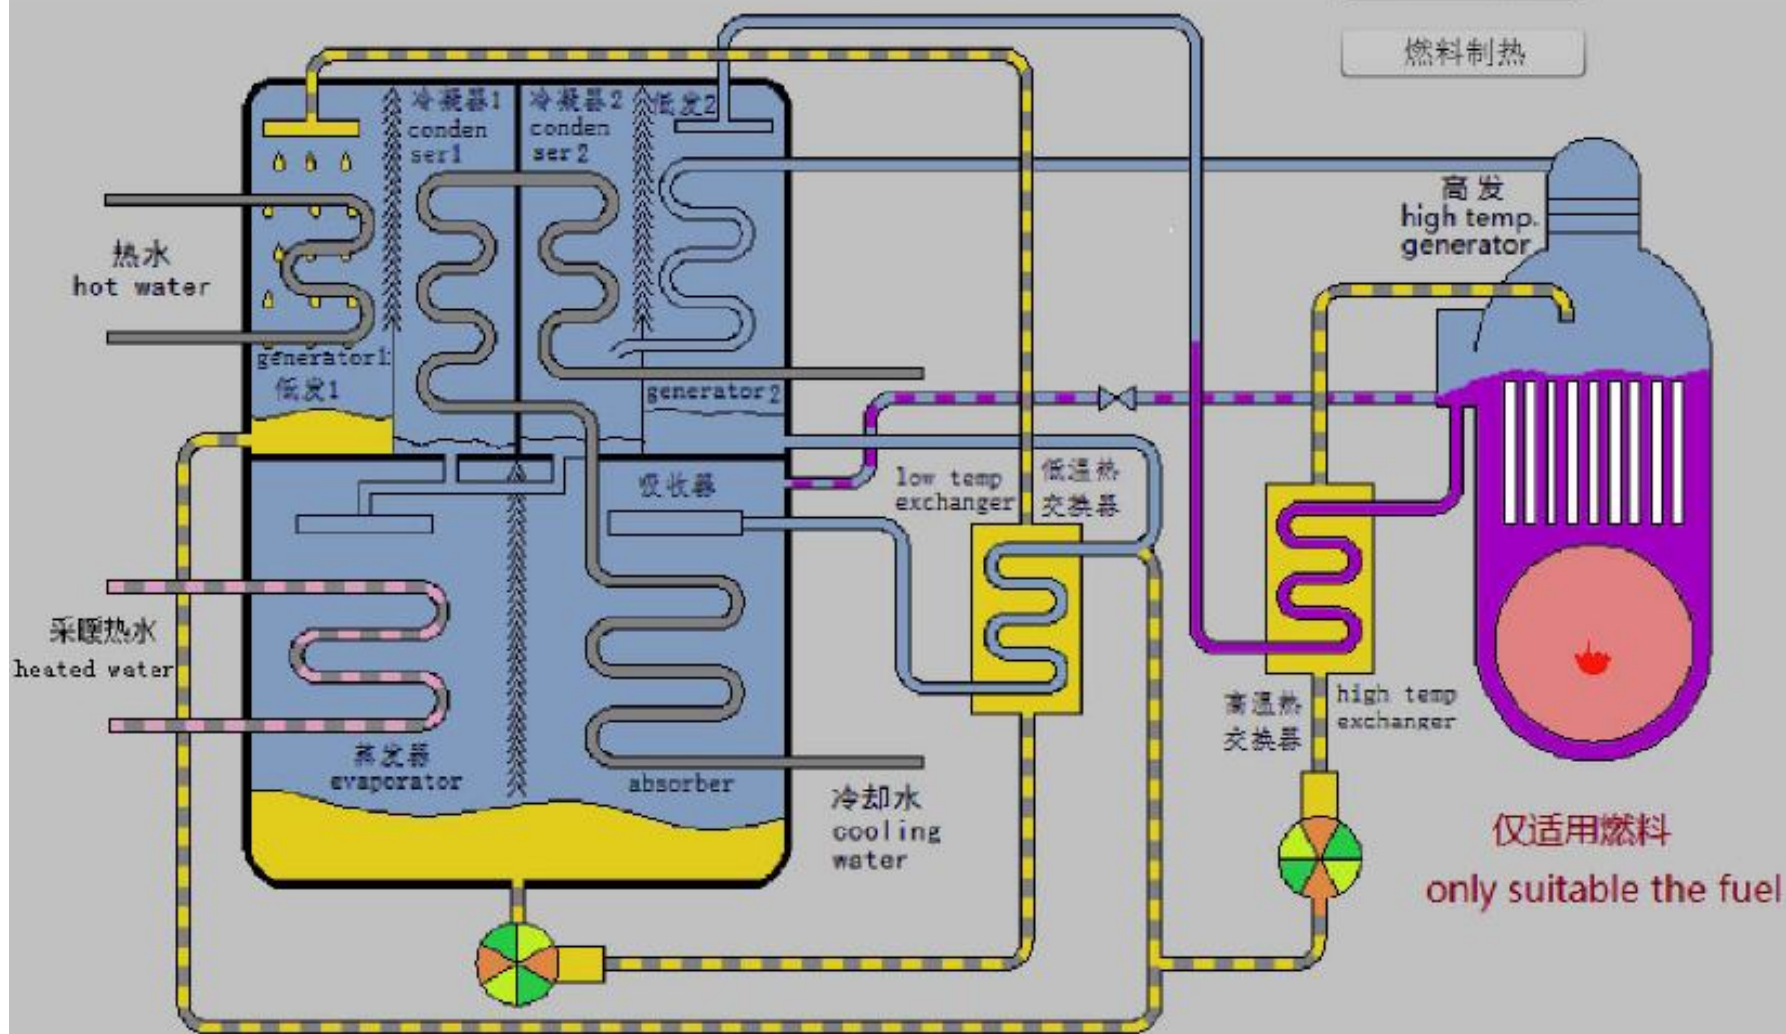 燃料制热
冷凝器1
conden
ser1
冷凝器2
conden
ser2
低发2
高发
high temp.
generator
热水
hot water
generator1
低发1
generator2
吸收器
low temp
exchanger
低温热
交换器
采暖热水
heated water
蒸发器
evaporator
absorber
冷却水
cooling
water
高温热
交换器
high temp
exchanger
仅适用燃料
only suitable the fuel